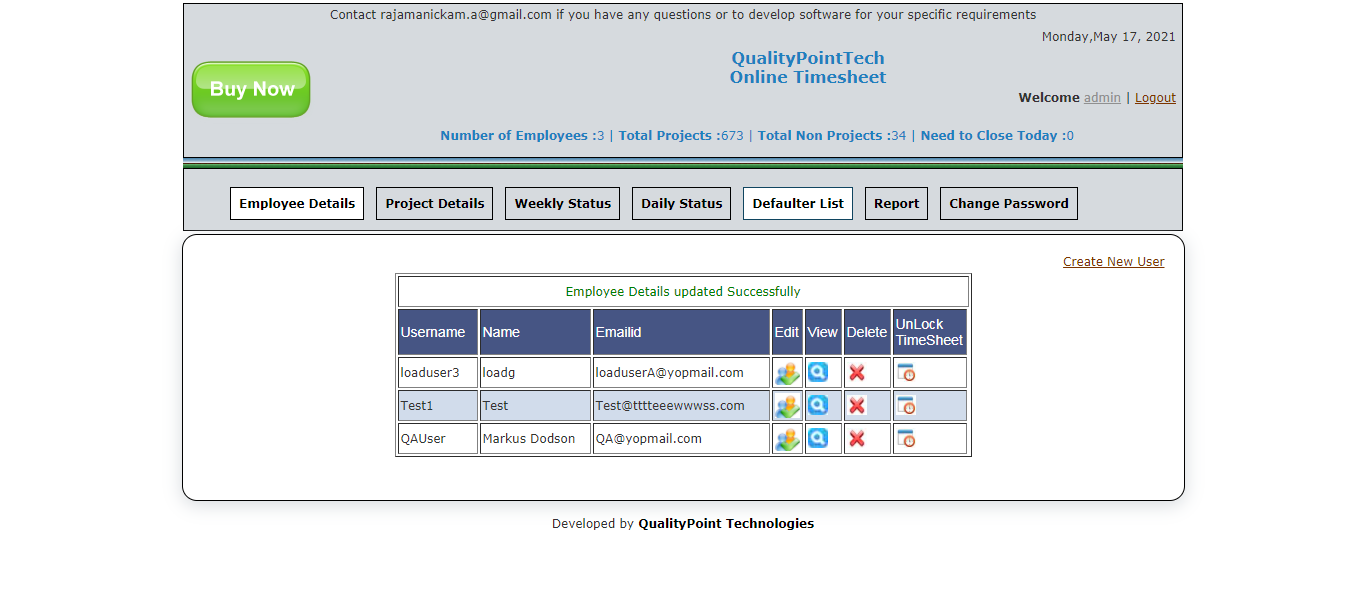 Contact rajamanickam.a@gmail.com if you have any questions or to develop software for your specific requirements
Monday,May 17, 2021
QualityPointTech
Online Timesheet
Buy Now
Welcome admin | Logout
Number of Employees :3 | Total Projects :673 | Total Non Projects :34 | Need to Close Today :0
Employee Details Project Details Weekly Status Daily Status Defaulter List Report Change Password
Create New User
Employee Details updated Successfully
Username Name Emailid Edit View Delete UnLock TimeSheet
loaduser3 loadg loaduserA@yopmail.com
Test1 Test Test@tttteeewwwss.com
QAUser Markus Dodson QA@yopmail.com
Developed by QualityPoint Technologies